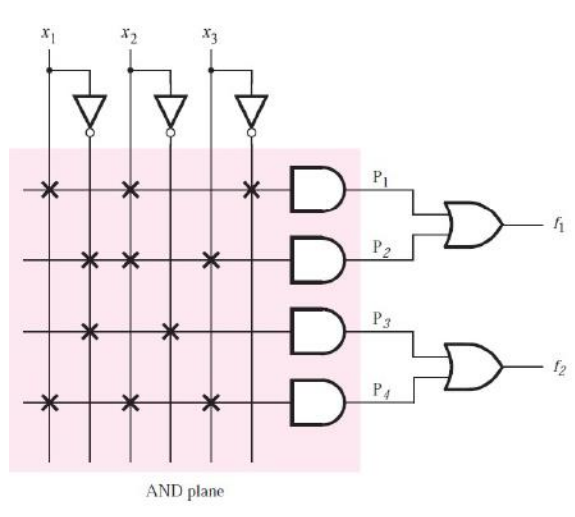 x₁ x₂ x₃
P₁
f₁
P₂
P₃
f₂
P₄
AND plane